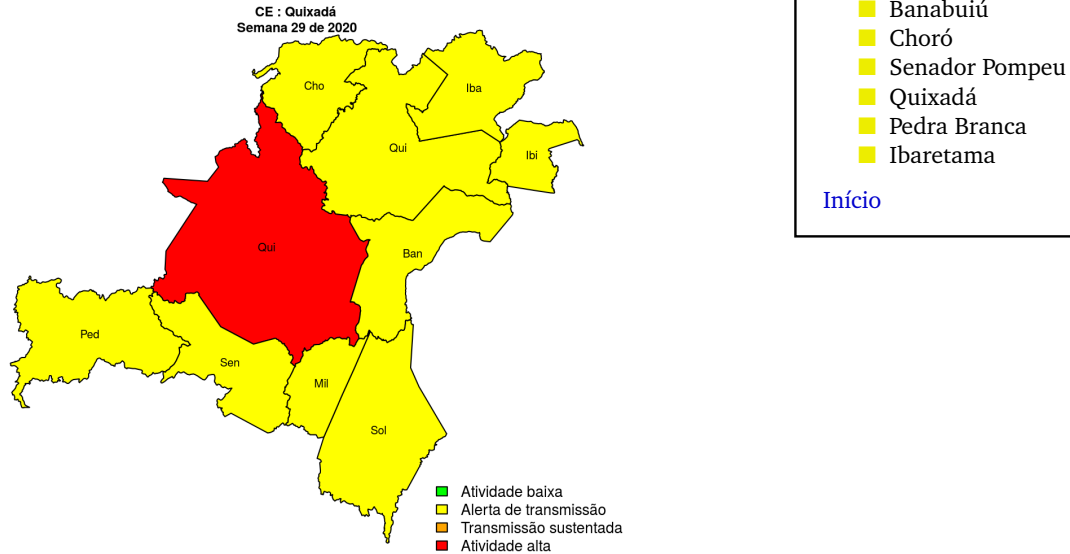 CE : Quixadá
Semana 29 de 2020
Cho
Iba
Qui
Ibi
Qui
Ban
Ped
Sen
Mil
Sol
Atividade baixa
Alerta de transmissão
Transmissão sustentada
Atividade alta
Banabuiú
Choró
Senador Pompeu
Quixadá
Pedra Branca
Ibaretama
Início